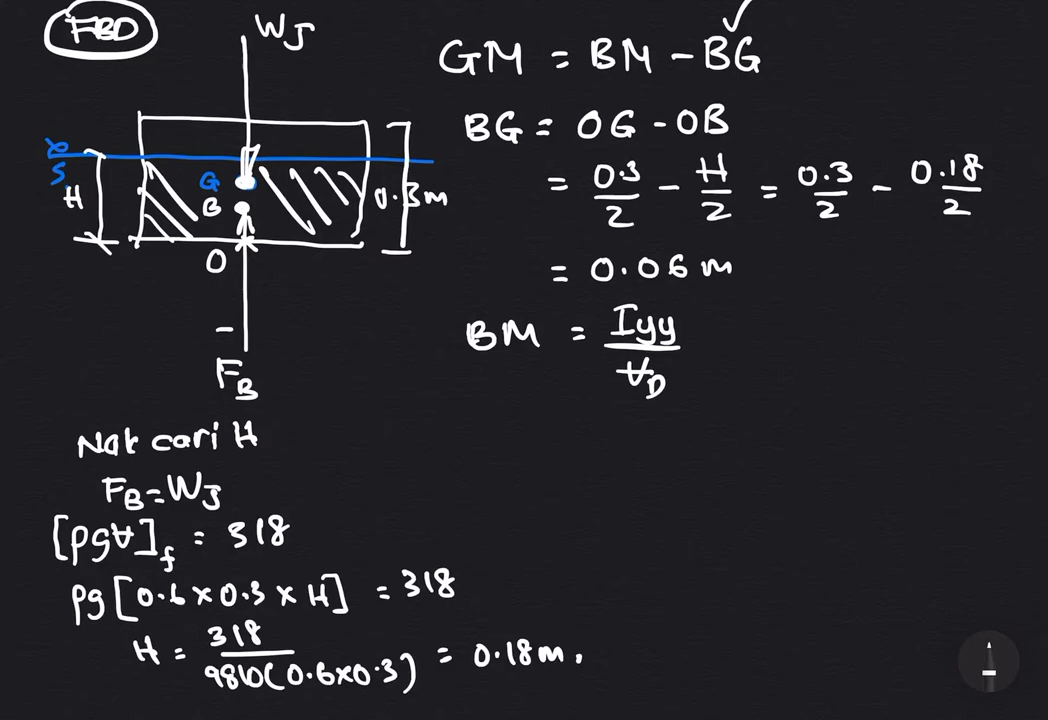 FBD
WJ
G
B
H
0.3m
O
FB
Nak cari H
FB = WJ
[ρg∀]f = 318
ρg[0.6 × 0.3 × H] = 318
H = 318 / 9810(0.6×0.3) = 0.18m.
GM = BM - BG ✓
BG = OG - OB
= 0.3/2 - H/2 = 0.3/2 - 0.18/2
= 0.06 m
BM = Iyy / ∀D